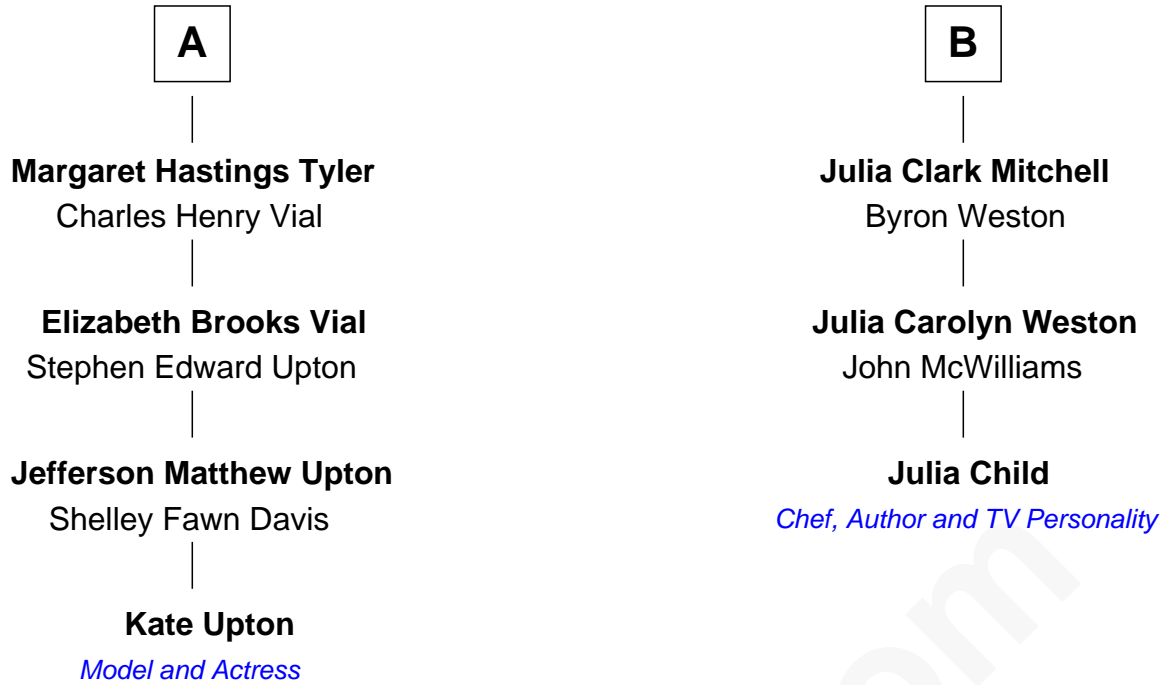 A
Margaret Hastings Tyler
Charles Henry Vial
Elizabeth Brooks Vial
Stephen Edward Upton
Jefferson Matthew Upton
Shelley Fawn Davis
Kate Upton
Model and Actress
B
Julia Clark Mitchell
Byron Weston
Julia Carolyn Weston
John McWilliams
Julia Child
Chef, Author and TV Personality
om